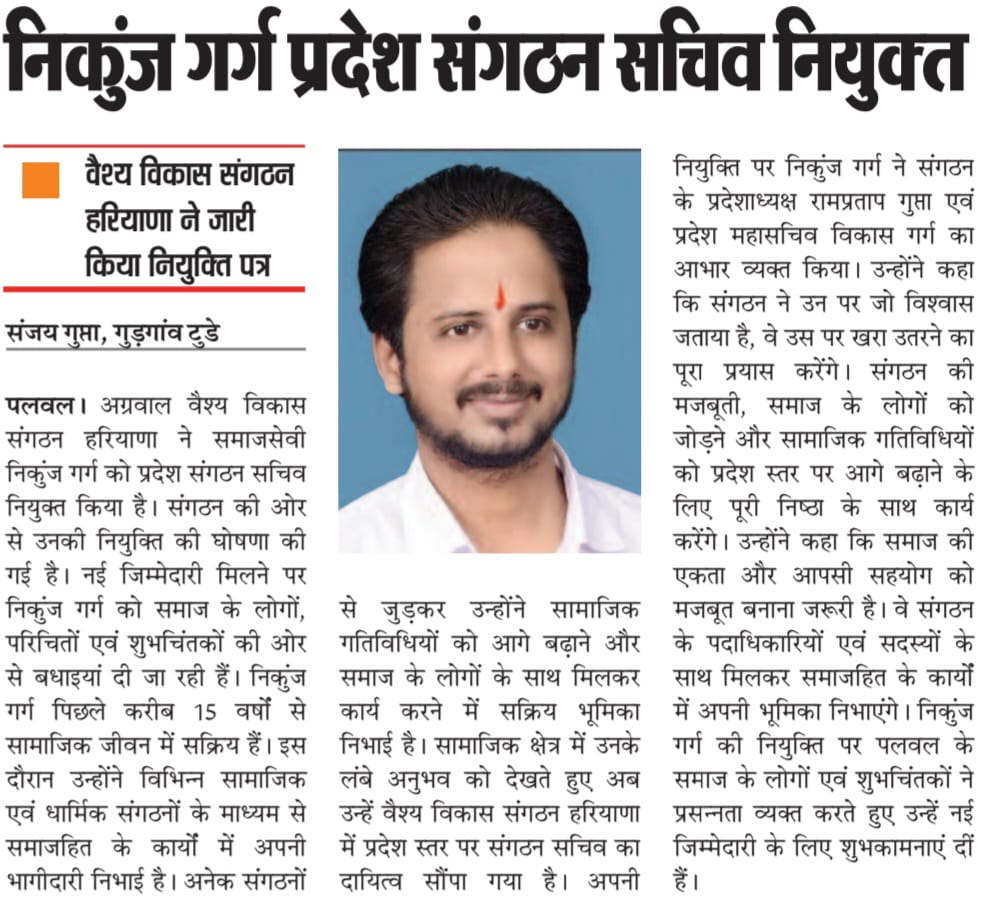 निकुंज गर्ग प्रदेश संगठन सचिव नियुक्त
वैश्य विकास संगठन
हरियाणा ने जारी
किया नियुक्ति पत्र
संजय गुप्ता, गुड़गांव टुडे
पलवल। अग्रवाल वैश्य विकास
संगठन हरियाणा ने समाजसेवी
निकुंज गर्ग को प्रदेश संगठन सचिव
नियुक्त किया है। संगठन की ओर
से उनकी नियुक्ति की घोषणा की
गई है। नई जिम्मेदारी मिलने पर
निकुंज गर्ग को समाज के लोगों,
परिचितों एवं शुभचिंतकों की ओर
से बधाइयां दी जा रही हैं। निकुंज
गर्ग पिछले करीब 15 वर्षों से
सामाजिक जीवन में सक्रिय हैं। इस
दौरान उन्होंने विभिन्न सामाजिक
एवं धार्मिक संगठनों के माध्यम से
समाजहित के कार्यों में अपनी
भागीदारी निभाई है। अनेक संगठनों
से जुड़कर उन्होंने सामाजिक
गतिविधियों को आगे बढ़ाने और
समाज के लोगों के साथ मिलकर
कार्य करने में सक्रिय भूमिका
निभाई है। सामाजिक क्षेत्र में उनके
लंबे अनुभव को देखते हुए अब
उन्हें वैश्य विकास संगठन हरियाणा
में प्रदेश स्तर पर संगठन सचिव का
दायित्व सौंपा गया है। अपनी
नियुक्ति पर निकुंज गर्ग ने संगठन
के प्रदेशाध्यक्ष रामप्रताप गुप्ता एवं
प्रदेश महासचिव विकास गर्ग का
आभार व्यक्त किया। उन्होंने कहा
कि संगठन ने उन पर जो विश्वास
जताया है, वे उस पर खरा उतरने का
पूरा प्रयास करेंगे। संगठन की
मजबूती, समाज के लोगों को
जोड़ने और सामाजिक गतिविधियों
को प्रदेश स्तर पर आगे बढ़ाने के
लिए पूरी निष्ठा के साथ कार्य
करेंगे। उन्होंने कहा कि समाज की
एकता और आपसी सहयोग को
मजबूत बनाना जरूरी है। वे संगठन
के पदाधिकारियों एवं सदस्यों के
साथ मिलकर समाजहित के कार्यों
में अपनी भूमिका निभाएंगे। निकुंज
गर्ग की नियुक्ति पर पलवल के
समाज के लोगों एवं शुभचिंतकों ने
प्रसन्नता व्यक्त करते हुए उन्हें नई
जिम्मेदारी के लिए शुभकामनाएं दीं
हैं।